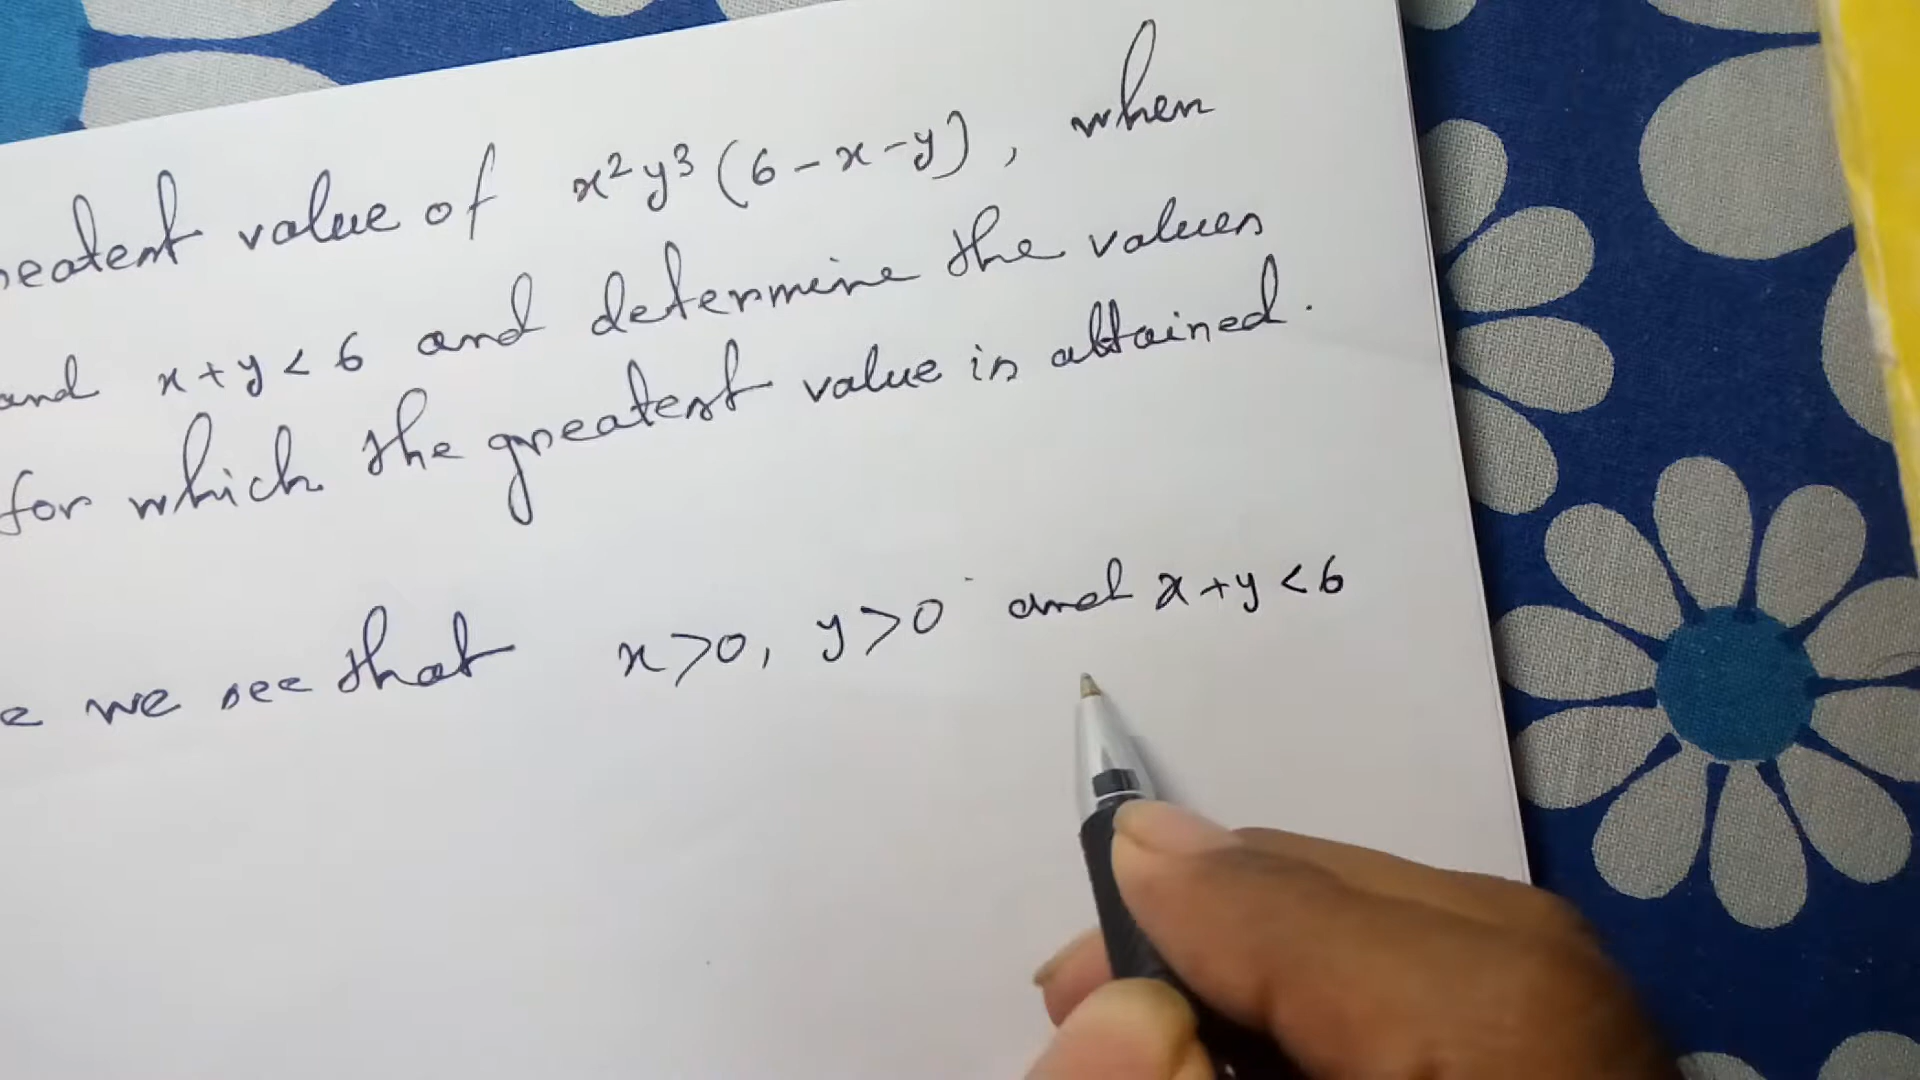 value of x²y³ (6-x-y), when
and x+y < 6 and determine the values
for which the greatest value is attained.
we see that x>0, y>0 and x+y <6